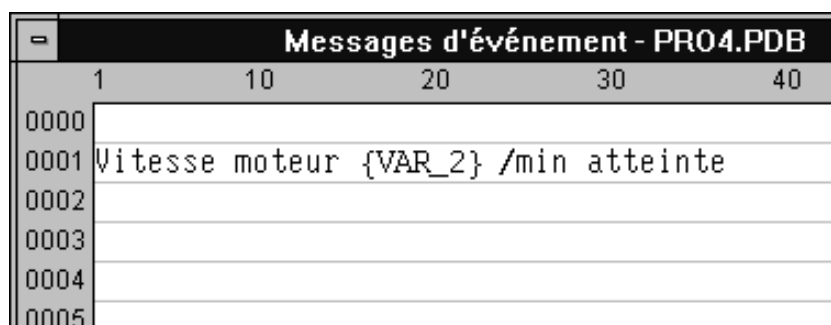 Messages d'événement - PRO4.PDB
1 10 20 30 40
0000
0001 Vitesse moteur {VAR_2} /min atteinte
0002
0003
0004
0005